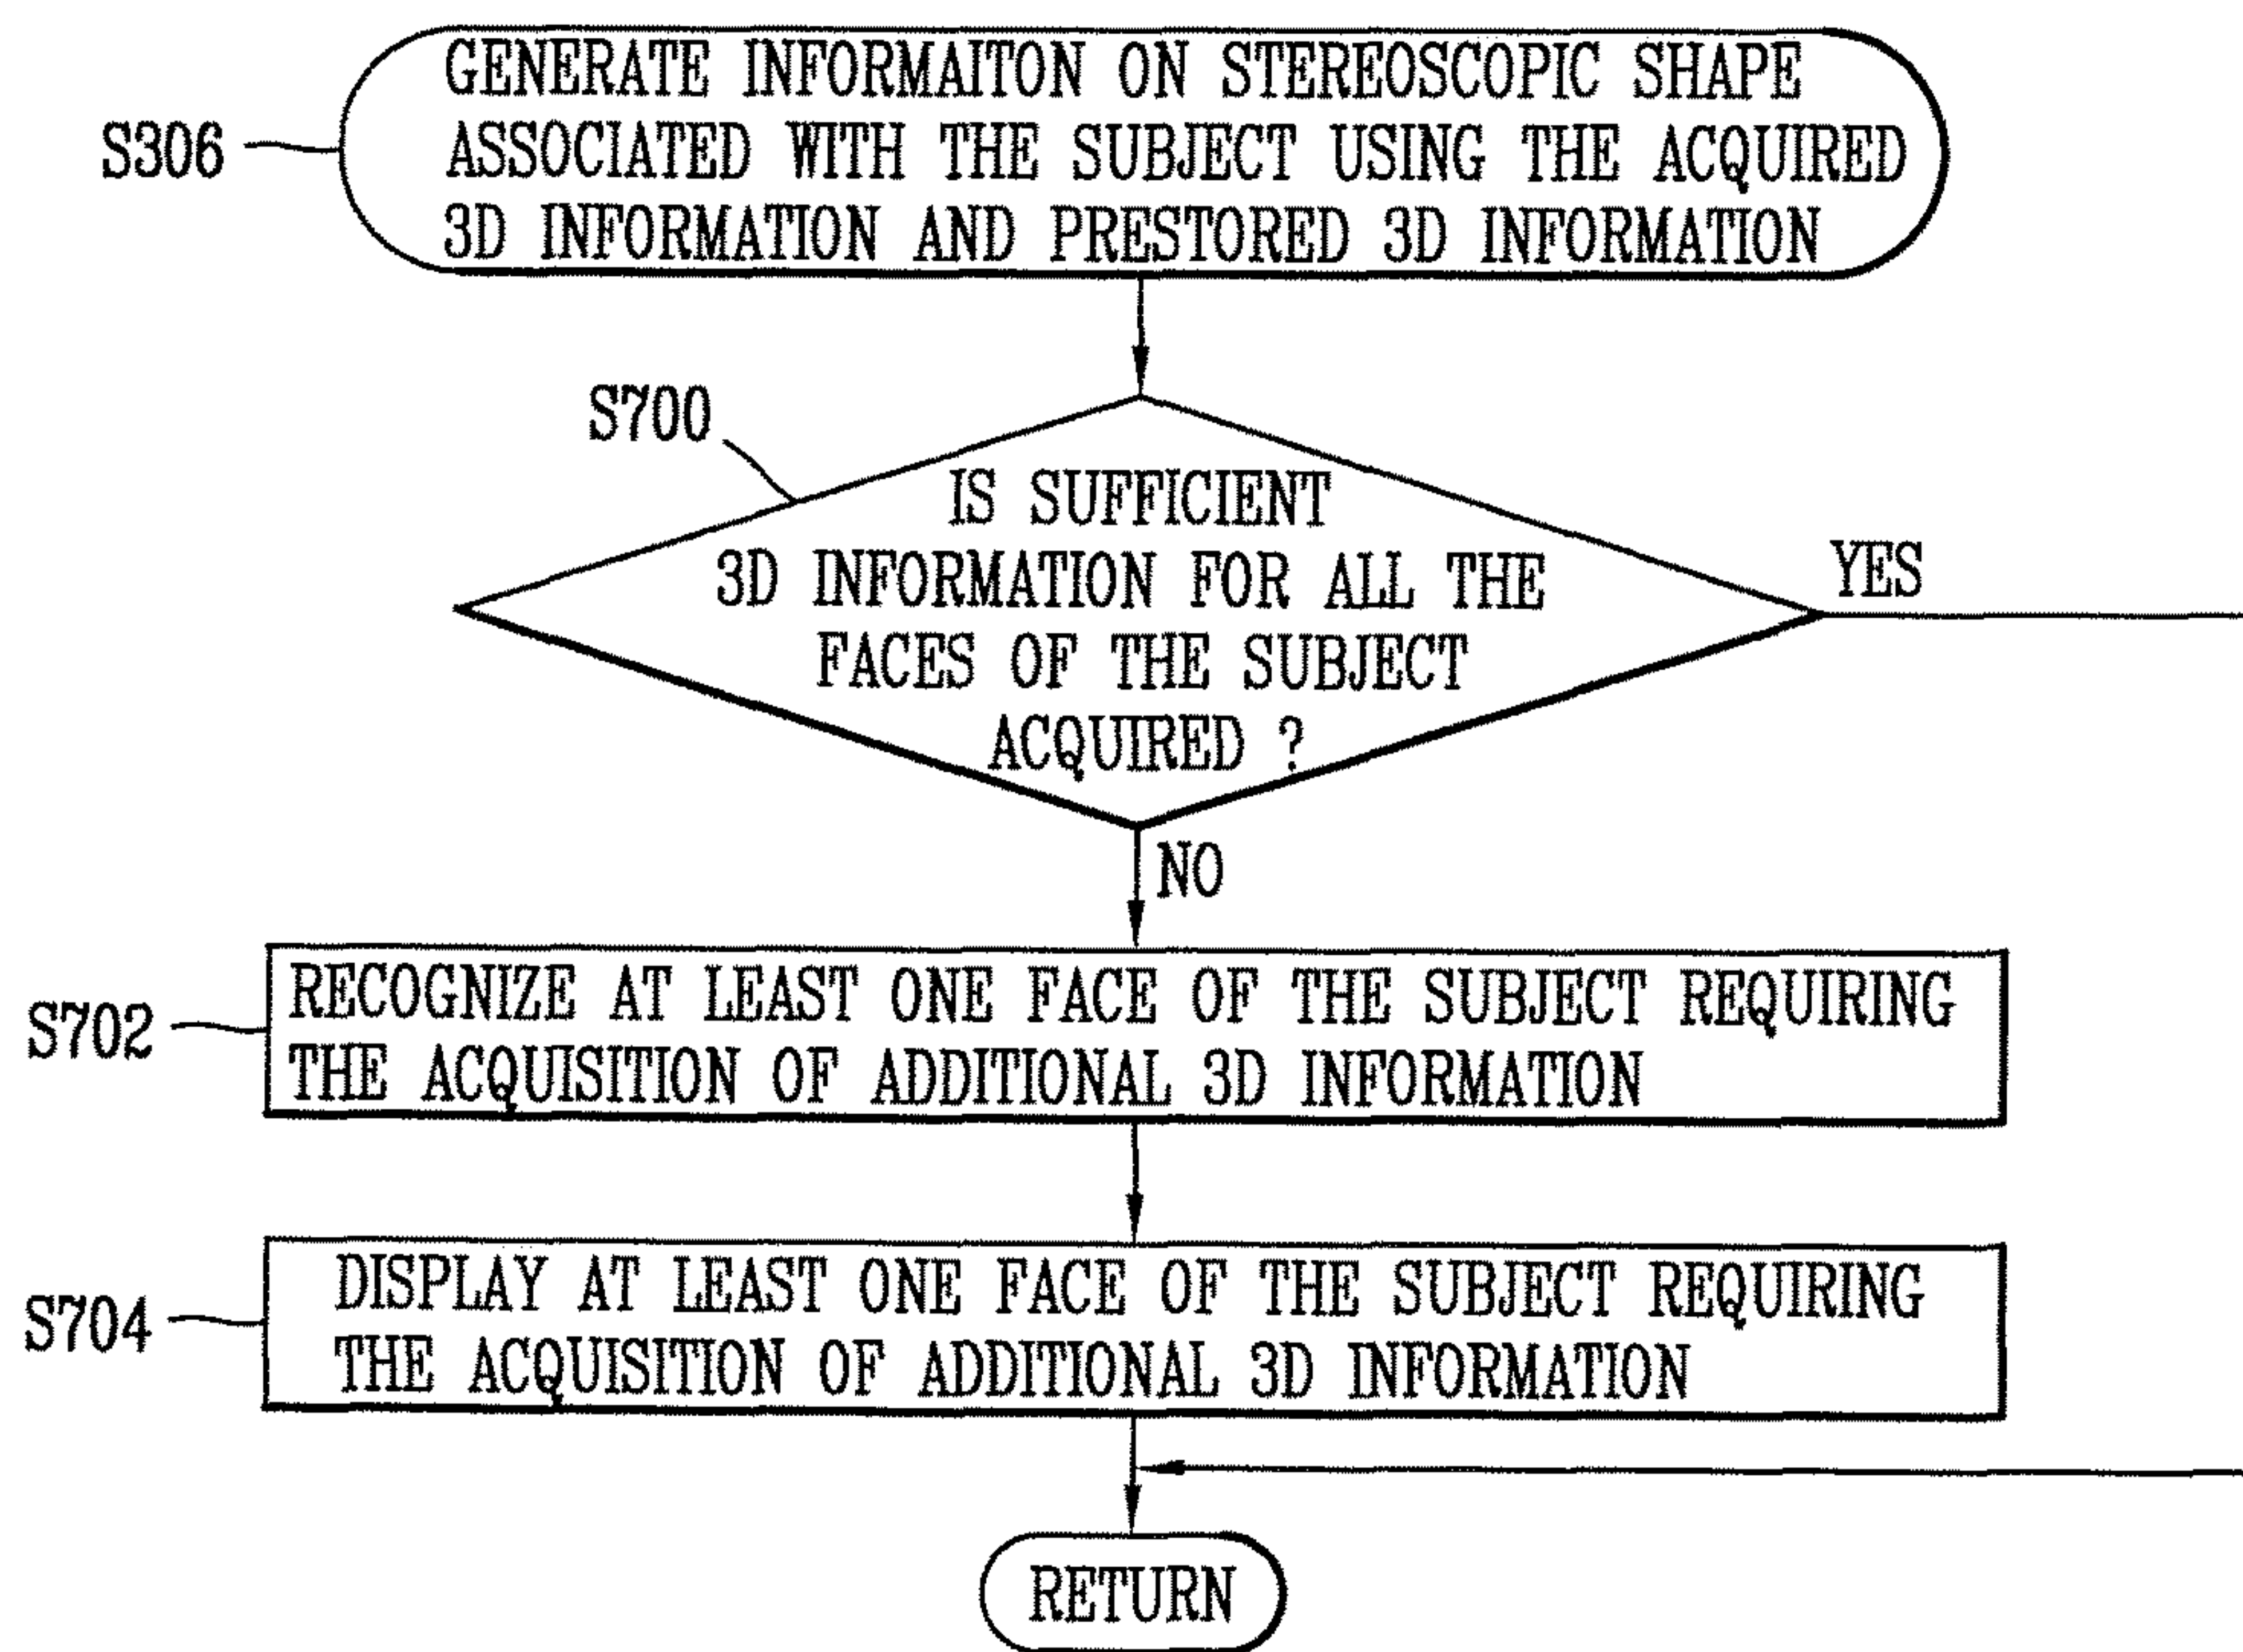 GENERATE INFORMAITON ON STEREOSCOPIC SHAPE
S306
ASSOCIATED WITH THE SUBJECT USING THE ACQUIRED
3D INFORMATION AND PRESTORED 3D INFORMATION
S700
IS SUFFICIENT
3D INFORMATION FOR ALL THE
YES
FACES OF THE SUBJECT
ACQUIRED ?
NO
RECOGNIZE AT LEAST ONE FACE OF THE SUBJECT REQUIRING
S702
THE ACQUISITION OF ADDITIONAL 3D INFORMATION
DISPLAY AT LEAST ONE FACE OF THE SUBJECT REQUIRING
S704
THE ACQUISITION OF ADDITIONAL 3D INFORMATION
RETURN